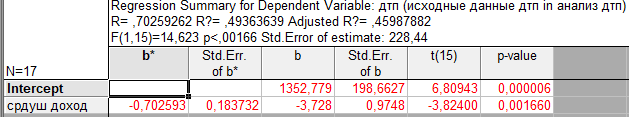 Regression Summary for Dependent Variable: дтп (исходные данные дтп in анализ дтп)
R= ,70259262 R?= ,49363639 Adjusted R?= ,45987882
F(1,15)=14,623 p<,00166 Std.Error of estimate: 228,44
N=17 b* Std.Err. of b* b Std.Err. of b t(15) p-value
Intercept 1352,779 198,6627 6,80943 0,000006
срдуш доход -0,702593 0,183732 -3,728 0,9748 -3,82400 0,001660